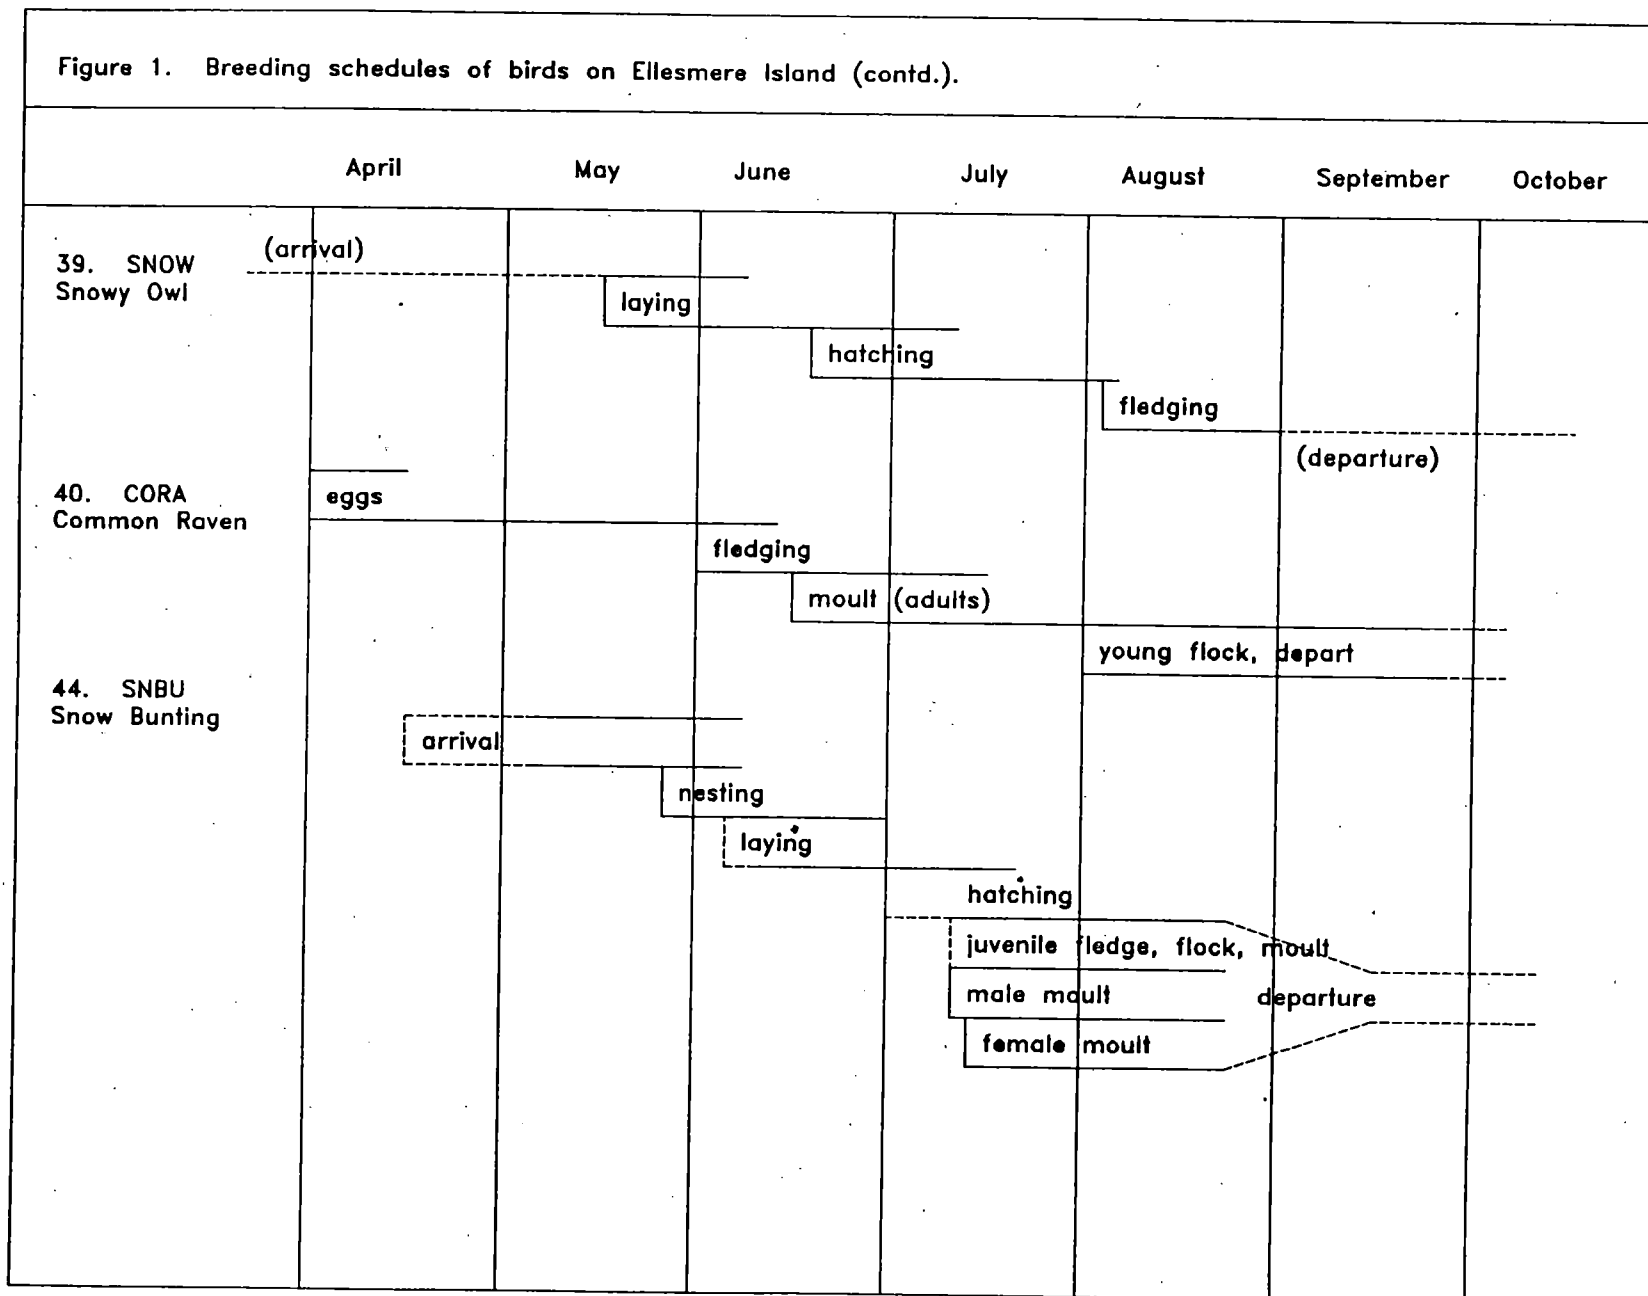 Figure 1. Breeding schedules of birds on Ellesmere Island (contd.).
April May June July August September October
39. SNOW
Snowy Owl
(arrival)
laying
hatching
fledging
(departure)
40. CORA
Common Raven
eggs
fledging
moult (adults)
young flock, depart
44. SNBU
Snow Bunting
arrival
nesting
laying
hatching
juvenile fledge, flock, moult
male moult
departure
female moult